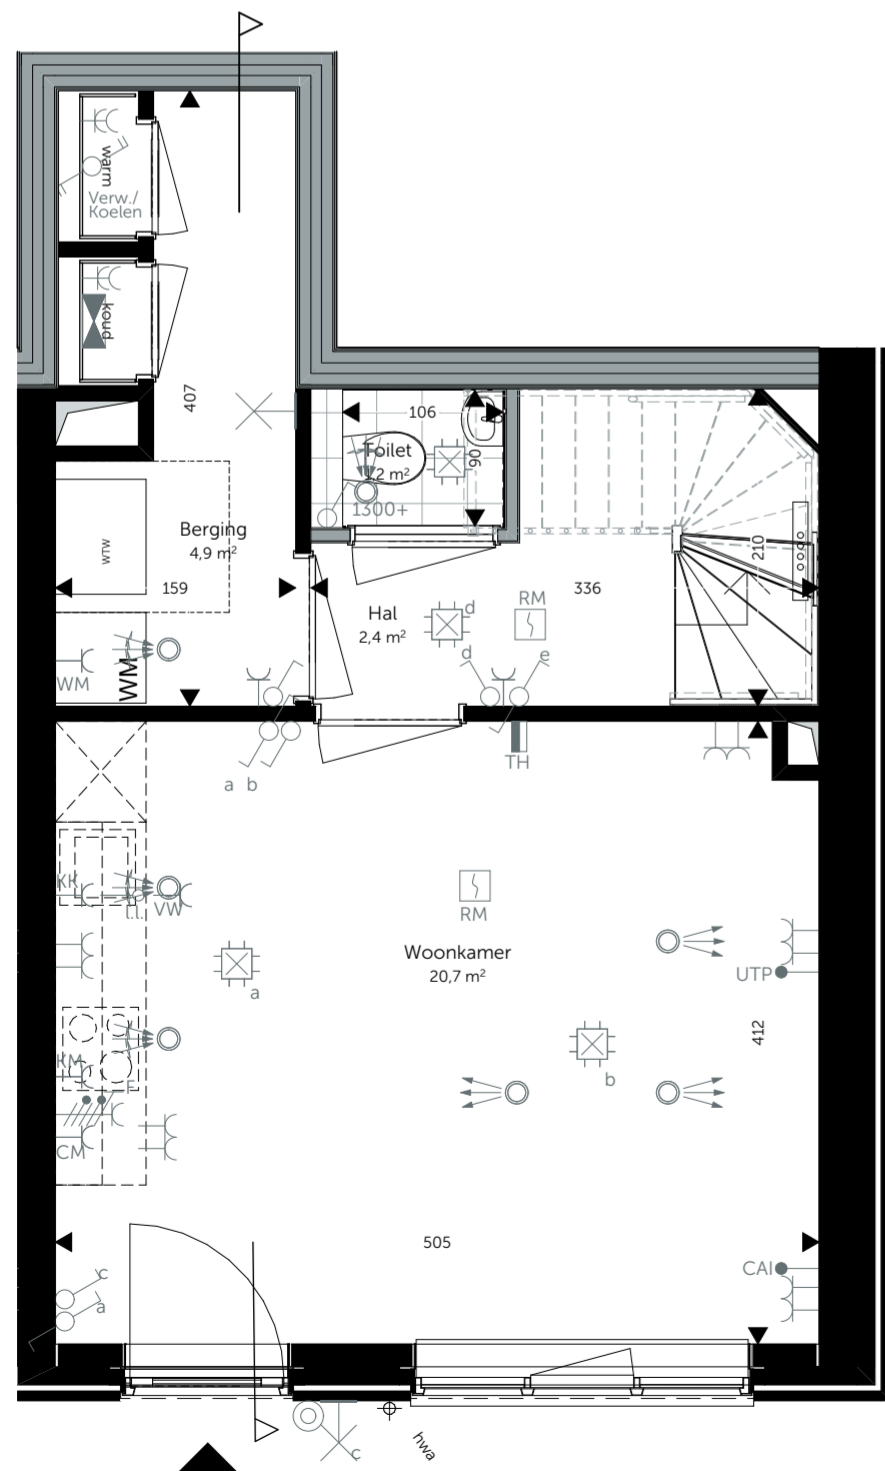 warm
Verw./
Koelen
koud
407
106
Toilet
1,2 m²
90
1300+
WTW
Berging
4,9 m²
210
159
336
Hal
2,4 m²
d
RM
d
e
WM
WM
TH
a b
KK
l.l.
VW
RM
Woonkamer
20,7 m²
a
UTP
412
KM
F
b
CM
505
c
a
CAI
c
hwa